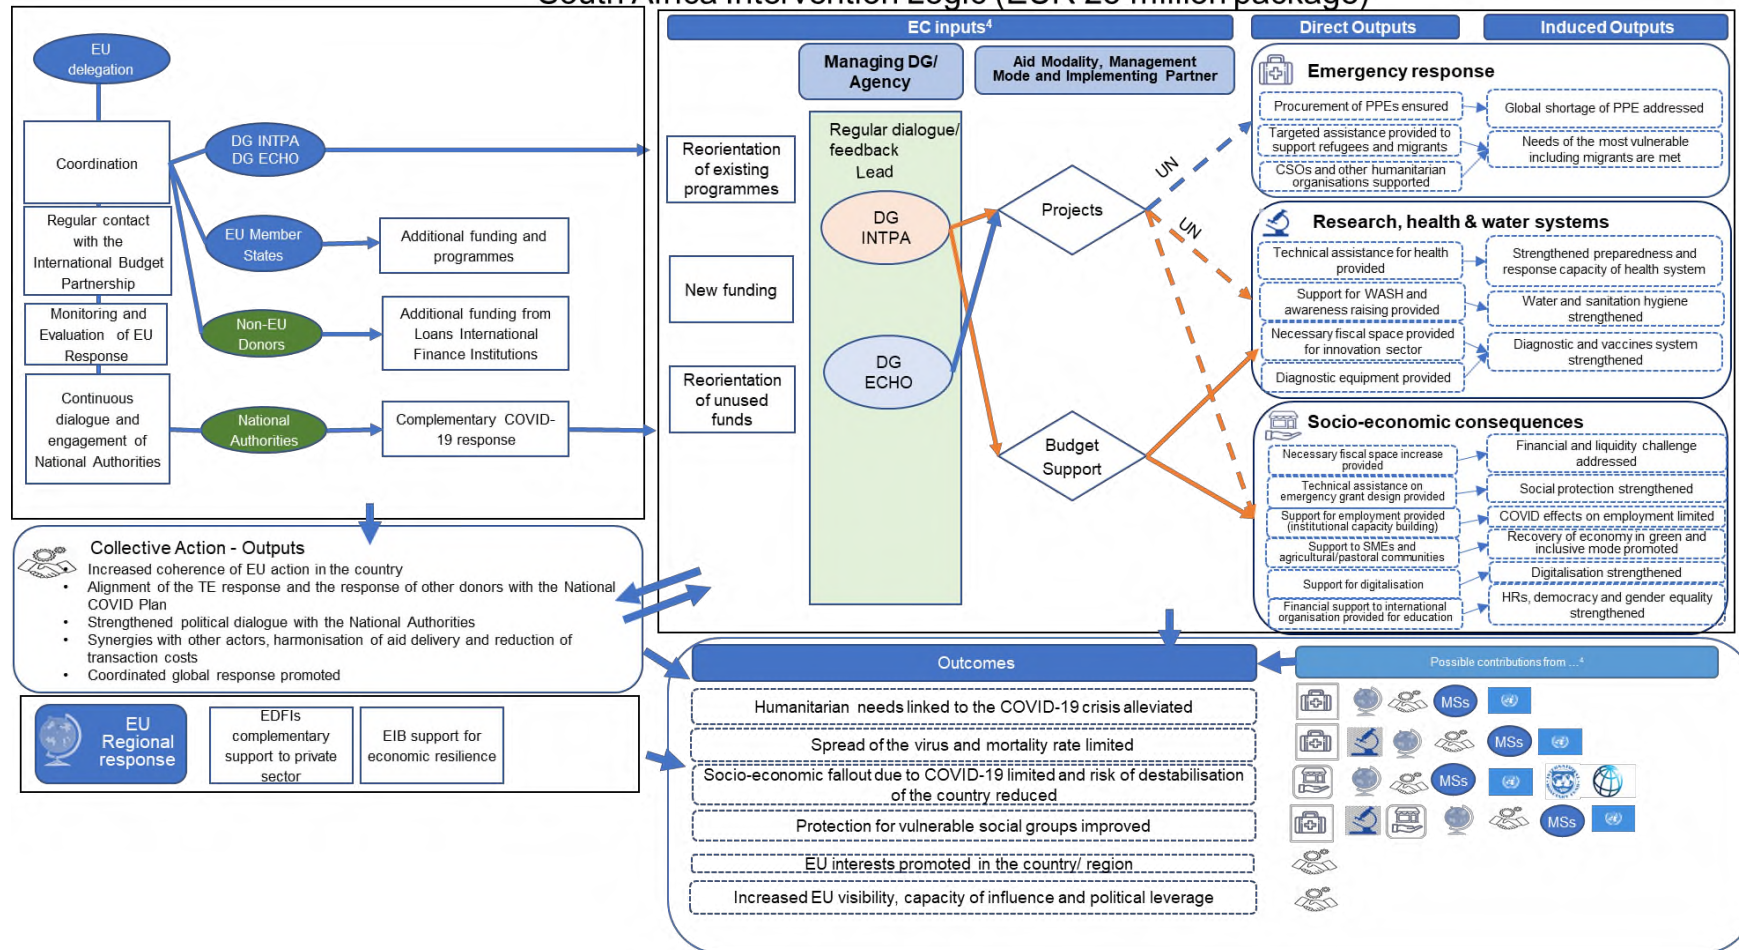 South Africa Intervention Logic (EUR 28 million package)
EU
delegation
Coordination
Regular contact
with the
International Budget
Partnership
Monitoring and
Evaluation of EU
Response
Continuous
dialogue and
engagement of
National Authorities
DG INTPA
DG ECHO
EU Member
States
Non-EU
Donors
National
Authorities
Additional funding and
programmes
Additional funding from
Loans International
Finance Institutions
Complementary COVID-
19 response
EC inputs4
Managing DG/
Agency
Aid Modality, Management
Mode and Implementing Partner
Reorientation
of existing
programmes
New funding
Reorientation
of unused
funds
Regular dialogue/
feedback
Lead
DG
INTPA
DG
ECHO
Projects
Budget
Support
UN
UN
Direct Outputs
Induced Outputs
Emergency response
Procurement of PPEs ensured
Global shortage of PPE addressed
Targeted assistance provided to
support refugees and migrants
Needs of the most vulnerable
including migrants are met
CSOs and other humanitarian
organisations supported
Research, health & water systems
Technical assistance for health
provided
Strengthened preparedness and
response capacity of health system
Support for WASH and
awareness raising provided
Water and sanitation hygiene
strengthened
Necessary fiscal space provided
for innovation sector
Diagnostic and vaccines system
strengthened
Diagnostic equipment provided
Socio-economic consequences
Necessary fiscal space increase
provided
Financial and liquidity challenge
addressed
Technical assistance on
emergency grant design provided
Social protection strengthened
Support for employment provided
(institutional capacity building)
COVID effects on employment limited
Support to SMEs and
agricultural/pastoral communities
Recovery of economy in green and
inclusive mode promoted
Support for digitalisation
Digitalisation strengthened
Financial support to international
organisation provided for education
HRs, democracy and gender equality
strengthened
Collective Action - Outputs
• Increased coherence of EU action in the country
• Alignment of the TE response and the response of other donors with the National
COVID Plan
• Strengthened political dialogue with the National Authorities
• Synergies with other actors, harmonisation of aid delivery and reduction of
transaction costs
• Coordinated global response promoted
EU
Regional
response
EDFIs
complementary
support to private
sector
EIB support for
economic resilience
Outcomes
Possible contributions from ...4
Humanitarian needs linked to the COVID-19 crisis alleviated
MSs
Spread of the virus and mortality rate limited
MSs
Socio-economic fallout due to COVID-19 limited and risk of destabilisation
of the country reduced
MSs
Protection for vulnerable social groups improved
MSs
EU interests promoted in the country/ region
Increased EU visibility, capacity of influence and political leverage